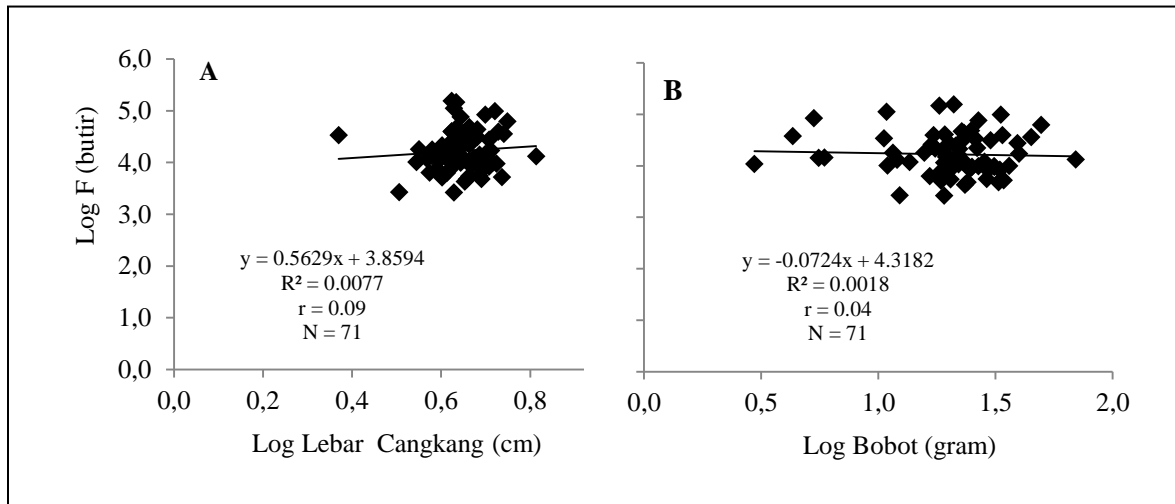 A
Log F (butir)
6,0
5,0
4,0
3,0
2,0
1,0
0,0
y = 0.5629x + 3.8594
R² = 0.0077
r = 0.09
N = 71
0,0 0,2 0,4 0,6 0,8
Log Lebar Cangkang (cm)
B
y = -0.0724x + 4.3182
R² = 0.0018
r = 0.04
N = 71
0,0 0,5 1,0 1,5 2,0
Log Bobot (gram)